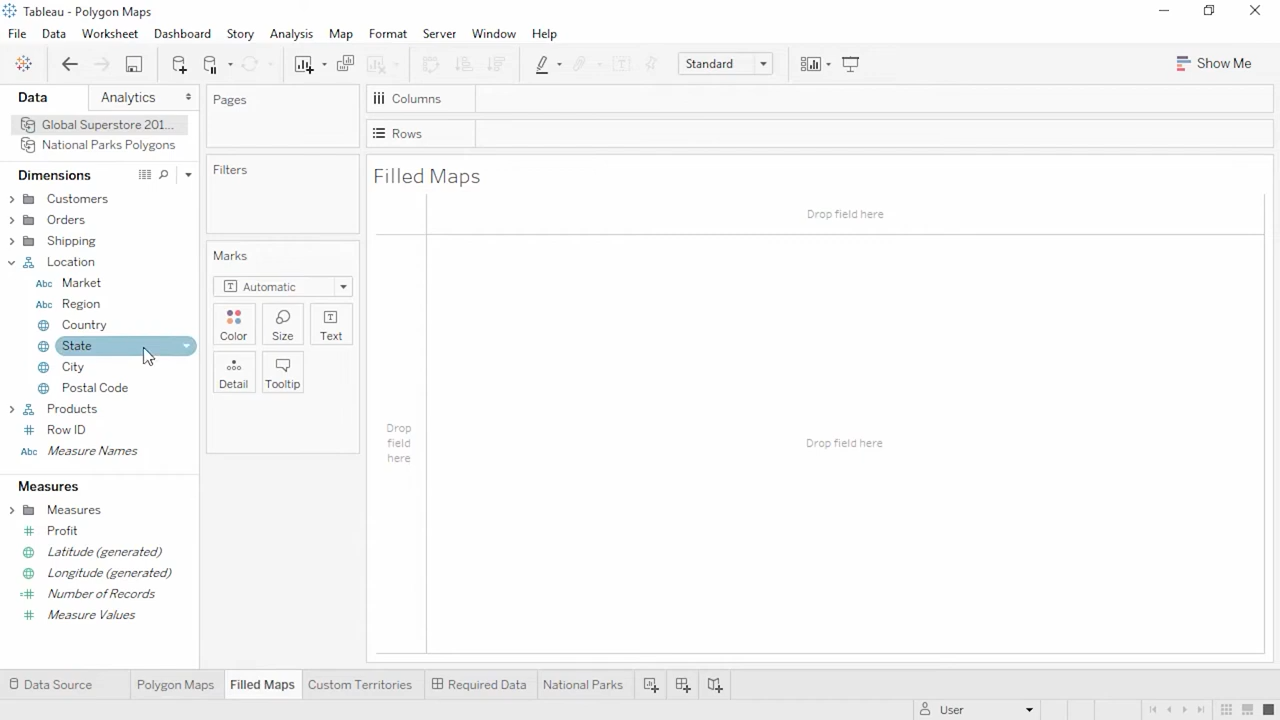 Tableau - Polygon Maps
File Data Worksheet Dashboard Story Analysis Map Format Server Window Help
Standard
Show Me
Data Analytics
Global Superstore 201...
National Parks Polygons
Dimensions
Customers
Orders
Shipping
Location
Abc Market
Abc Region
Country
State
City
Postal Code
Products
# Row ID
Abc Measure Names
Measures
Measures
# Profit
Latitude (generated)
Longitude (generated)
=# Number of Records
# Measure Values
Pages
Filters
Marks
T Automatic
Color Size Text
Detail Tooltip
Columns
Rows
Filled Maps
Drop field here
Drop
field
here
Drop field here
Data Source Polygon Maps Filled Maps Custom Territories Required Data National Parks
User